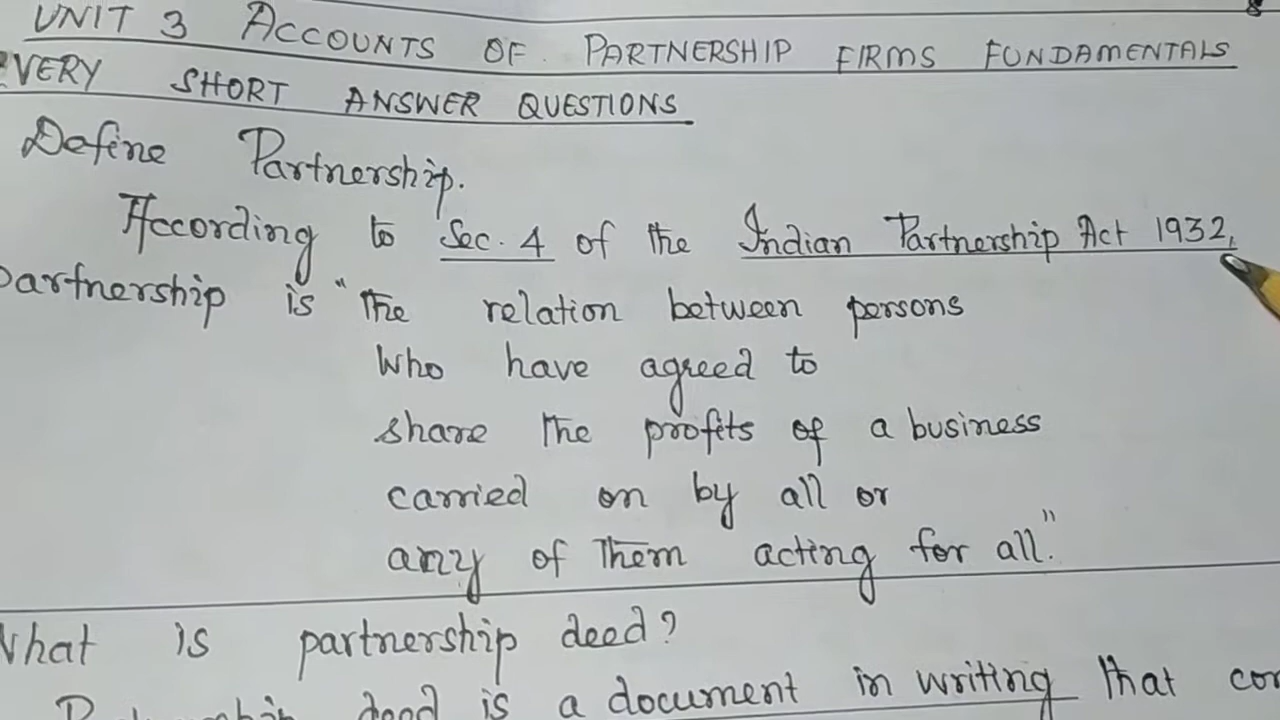 UNIT 3 ACCOUNTS OF PARTNERSHIP FIRMS FUNDAMENTALS
VERY SHORT ANSWER QUESTIONS
Define Partnership.
According to Sec. 4 of the Indian Partnership Act 1932,
partnership is "the relation between persons
who have agreed to
share the profits of a business
carried on by all or
any of them acting for all."
What is partnership deed?
deed is a document in writing that